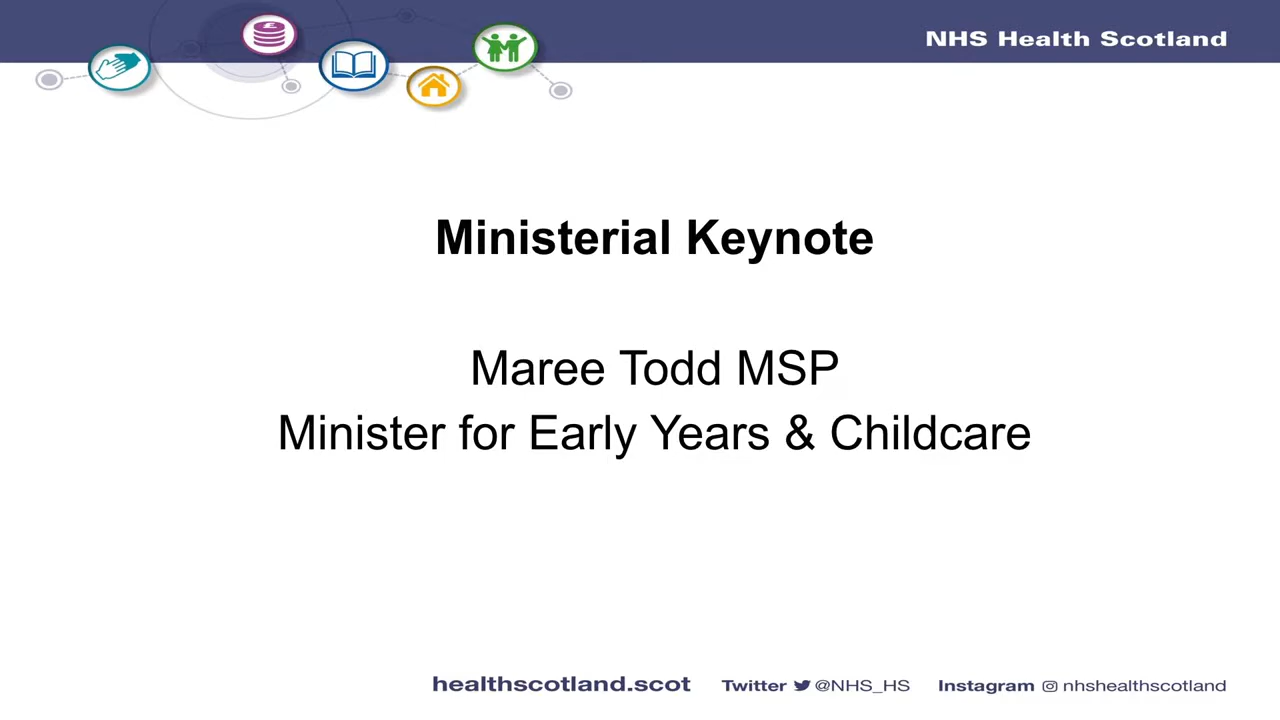 NHS Health Scotland
Ministerial Keynote
Maree Todd MSP
Minister for Early Years & Childcare
healthscotland.scot Twitter @NHS_HS Instagram nhshealthscotland